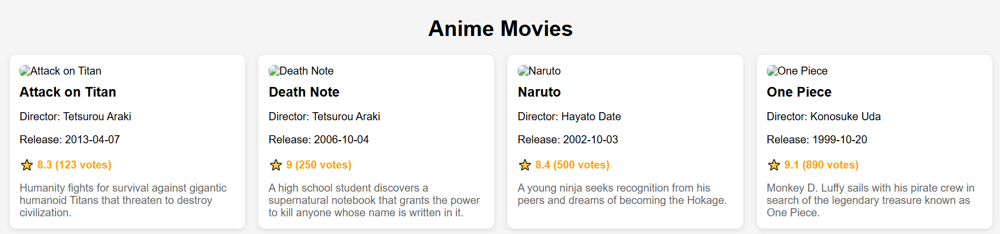 Anime Movies
Attack on Titan
Attack on Titan
Director: Tetsurou Araki
Release: 2013-04-07
8.3 (123 votes)
Humanity fights for survival against gigantic
humanoid Titans that threaten to destroy
civilization.
Death Note
Death Note
Director: Tetsurou Araki
Release: 2006-10-04
9 (250 votes)
A high school student discovers a
supernatural notebook that grants the power
to kill anyone whose name is written in it.
Naruto
Naruto
Director: Hayato Date
Release: 2002-10-03
8.4 (500 votes)
A young ninja seeks recognition from his
peers and dreams of becoming the Hokage.
One Piece
One Piece
Director: Konosuke Uda
Release: 1999-10-20
9.1 (890 votes)
Monkey D. Luffy sails with his pirate crew in
search of the legendary treasure known as
One Piece.